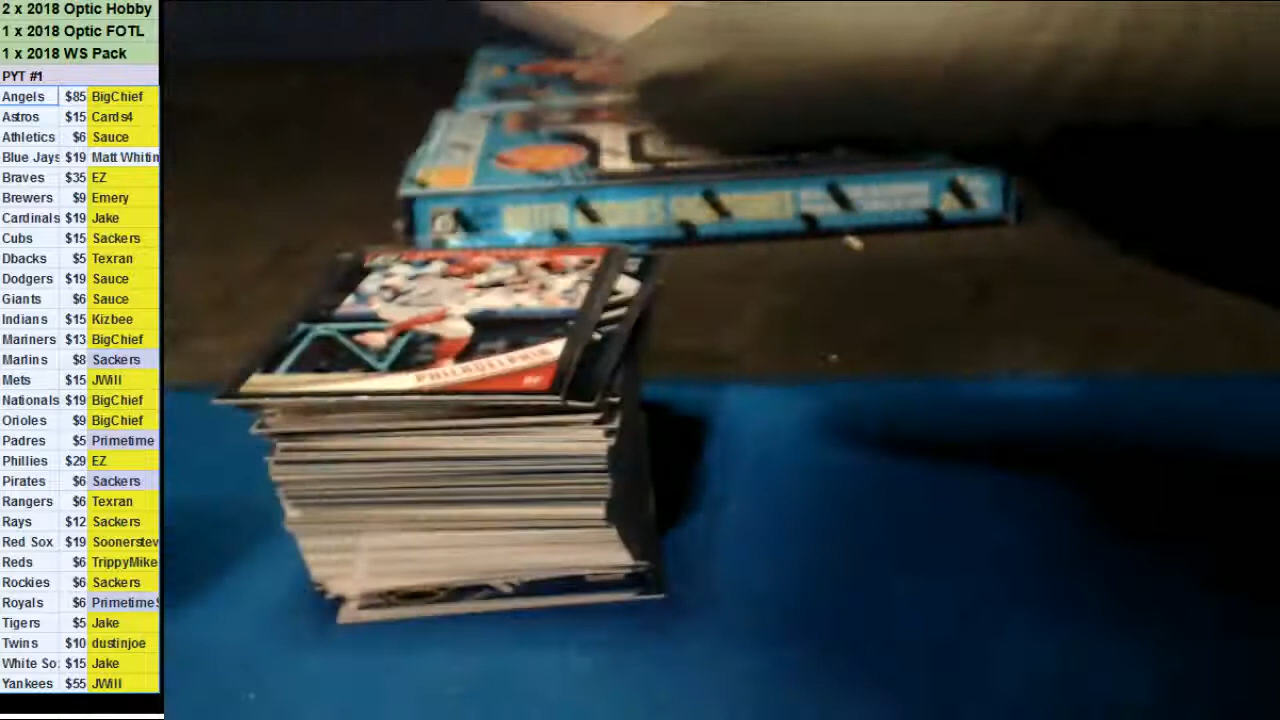 2 x 2018 Optic Hobby
1 x 2018 Optic FOTL
1 x 2018 WS Pack
PYT #1
Angels $85 BigChief
Astros $15 Cards4
Athletics $6 Sauce
Blue Jays $19 Matt Whitin
Braves $35 EZ
Brewers $9 Emery
Cardinals $19 Jake
Cubs $15 Sackers
Dbacks $5 Texran
Dodgers $19 Sauce
Giants $6 Sauce
Indians $15 Kizbee
Mariners $13 BigChief
Marlins $8 Sackers
Mets $15 JWill
Nationals $19 BigChief
Orioles $9 BigChief
Padres $5 Primetime
Phillies $29 EZ
Pirates $6 Sackers
Rangers $6 Texran
Rays $12 Sackers
Red Sox $19 Soonerstev
Reds $6 TrippyMike
Rockies $6 Sackers
Royals $6 PrimetimeS
Tigers $5 Jake
Twins $10 dustinjoe
White So $15 Jake
Yankees $55 JWill